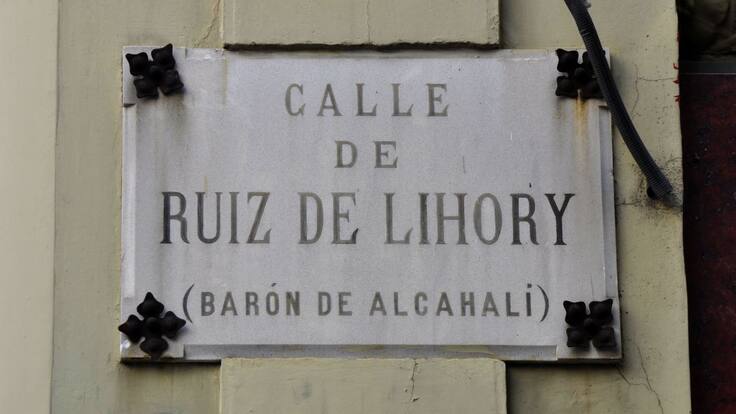 CALLE
DE
RUIZ DE LIHORY
(BARÓN DE ALCAHALÍ)